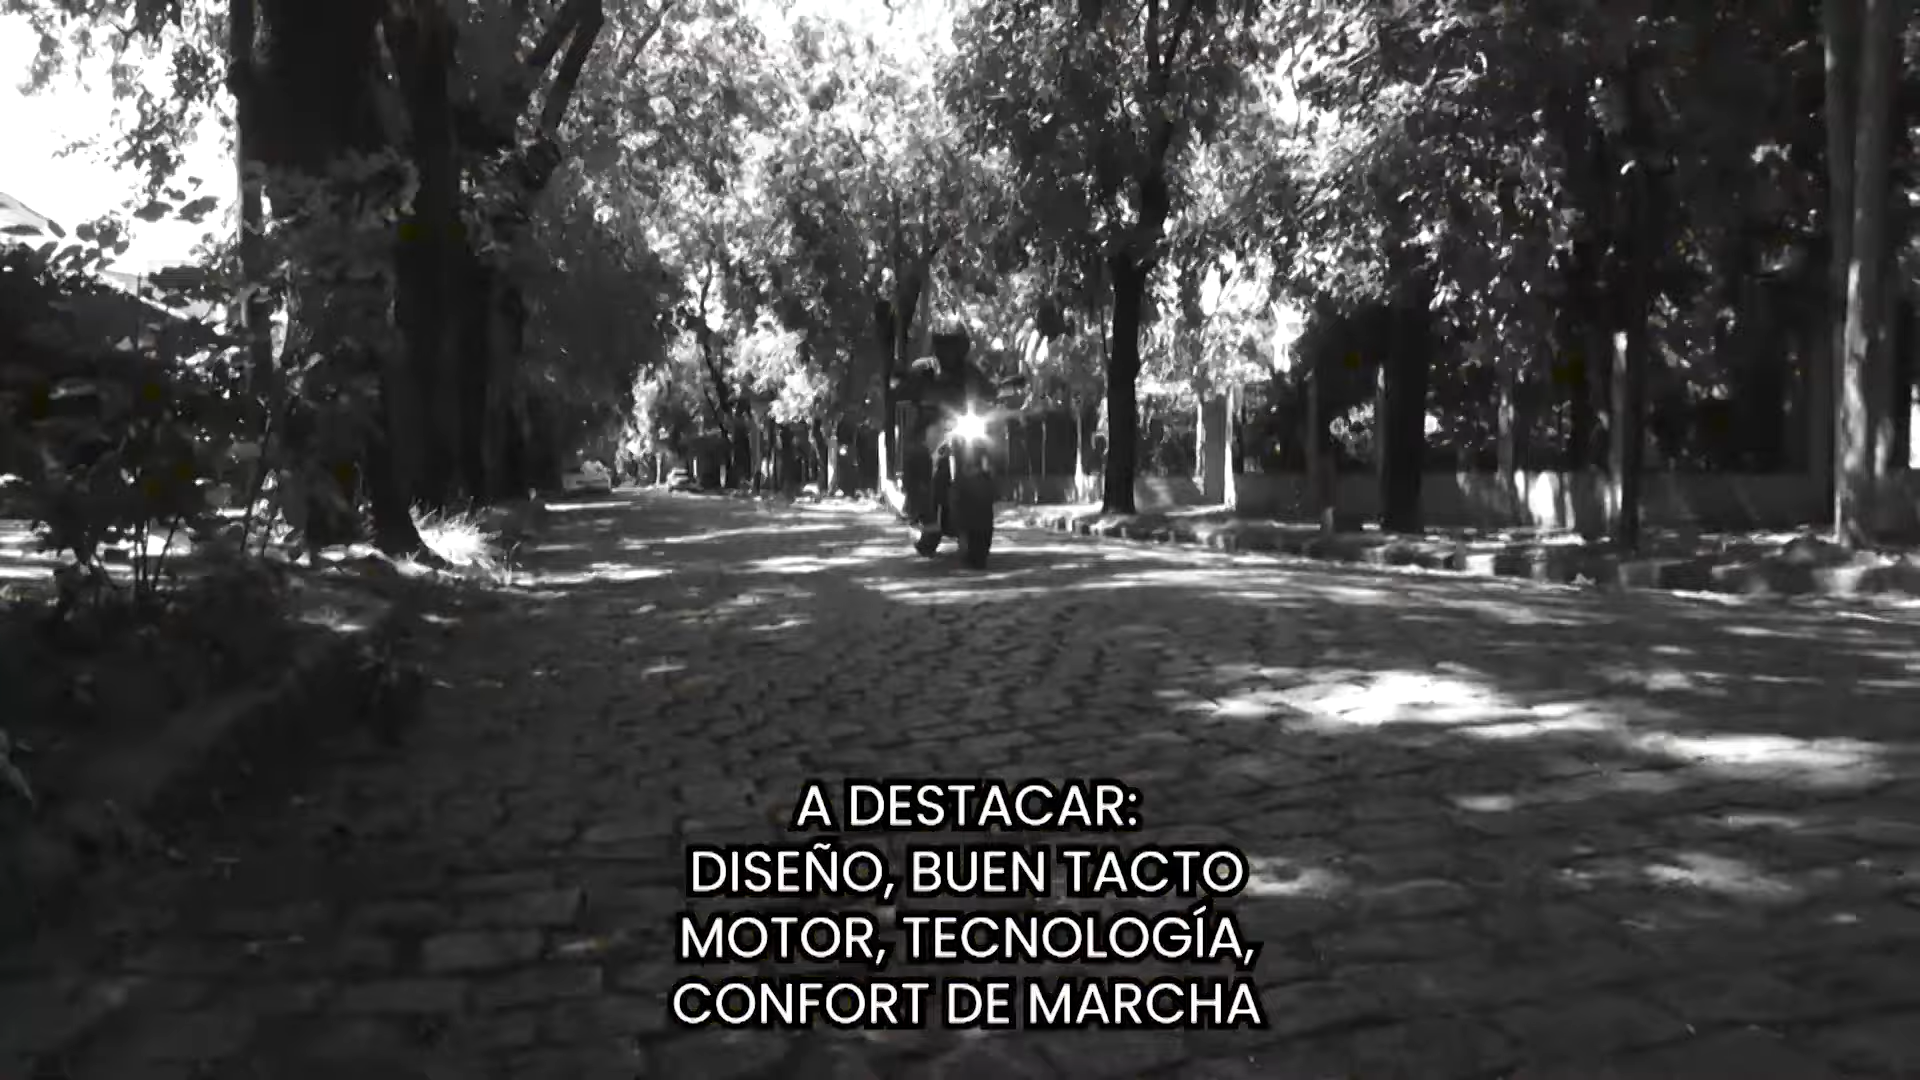 A DESTACAR:
DISEÑO, BUEN TACTO
MOTOR, TECNOLOGÍA,
CONFORT DE MARCHA